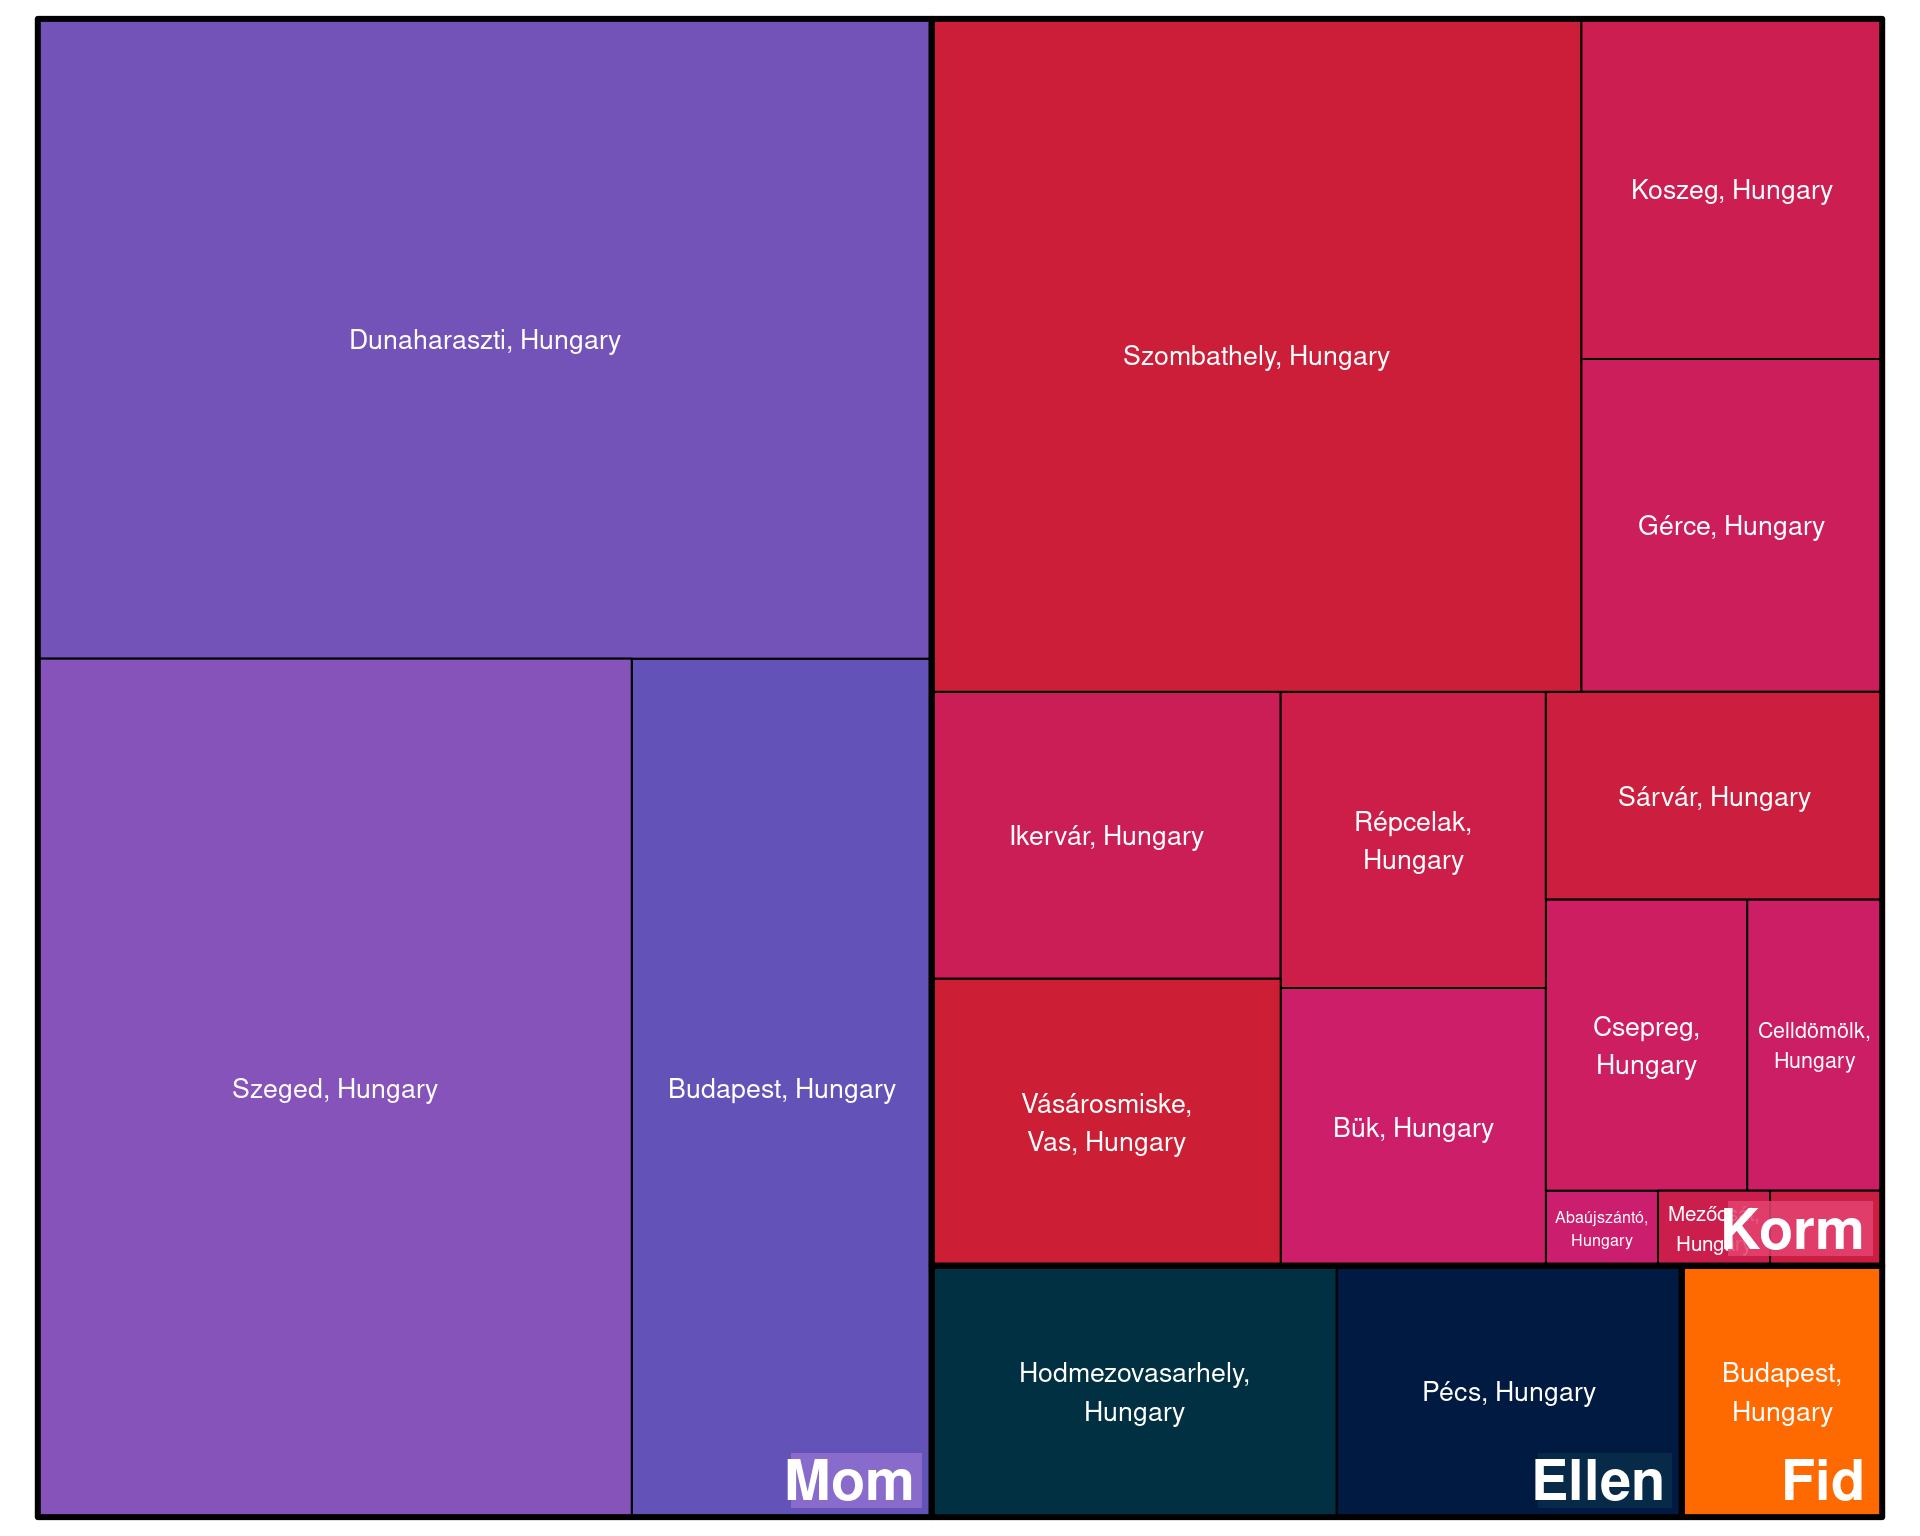 Dunaharaszti, Hungary
Szeged, Hungary
Budapest, Hungary
Mom
Szombathely, Hungary
Koszeg, Hungary
Gérce, Hungary
Ikervár, Hungary
Vásárosmiske,
Vas, Hungary
Répcelak,
Hungary
Bük, Hungary
Sárvár, Hungary
Csepreg,
Hungary
Celldömölk,
Hungary
Abaújszántó,
Hungary
Korm
Hodmezovasarhely,
Hungary
Pécs, Hungary
Ellen
Budapest,
Hungary
Fid